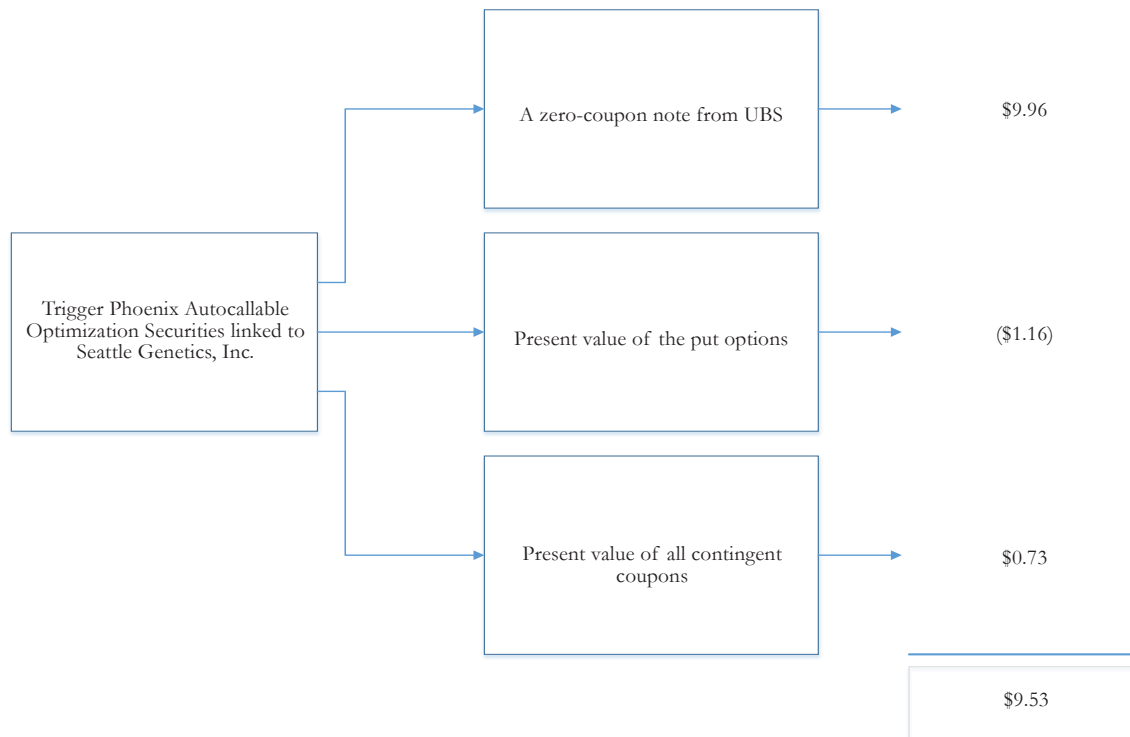 A zero-coupon note from UBS
$9.96
Trigger Phoenix Autocallable
Optimization Securities linked to
Seattle Genetics, Inc.
Present value of the put options
($1.16)
Present value of all contingent
coupons
$0.73
$9.53